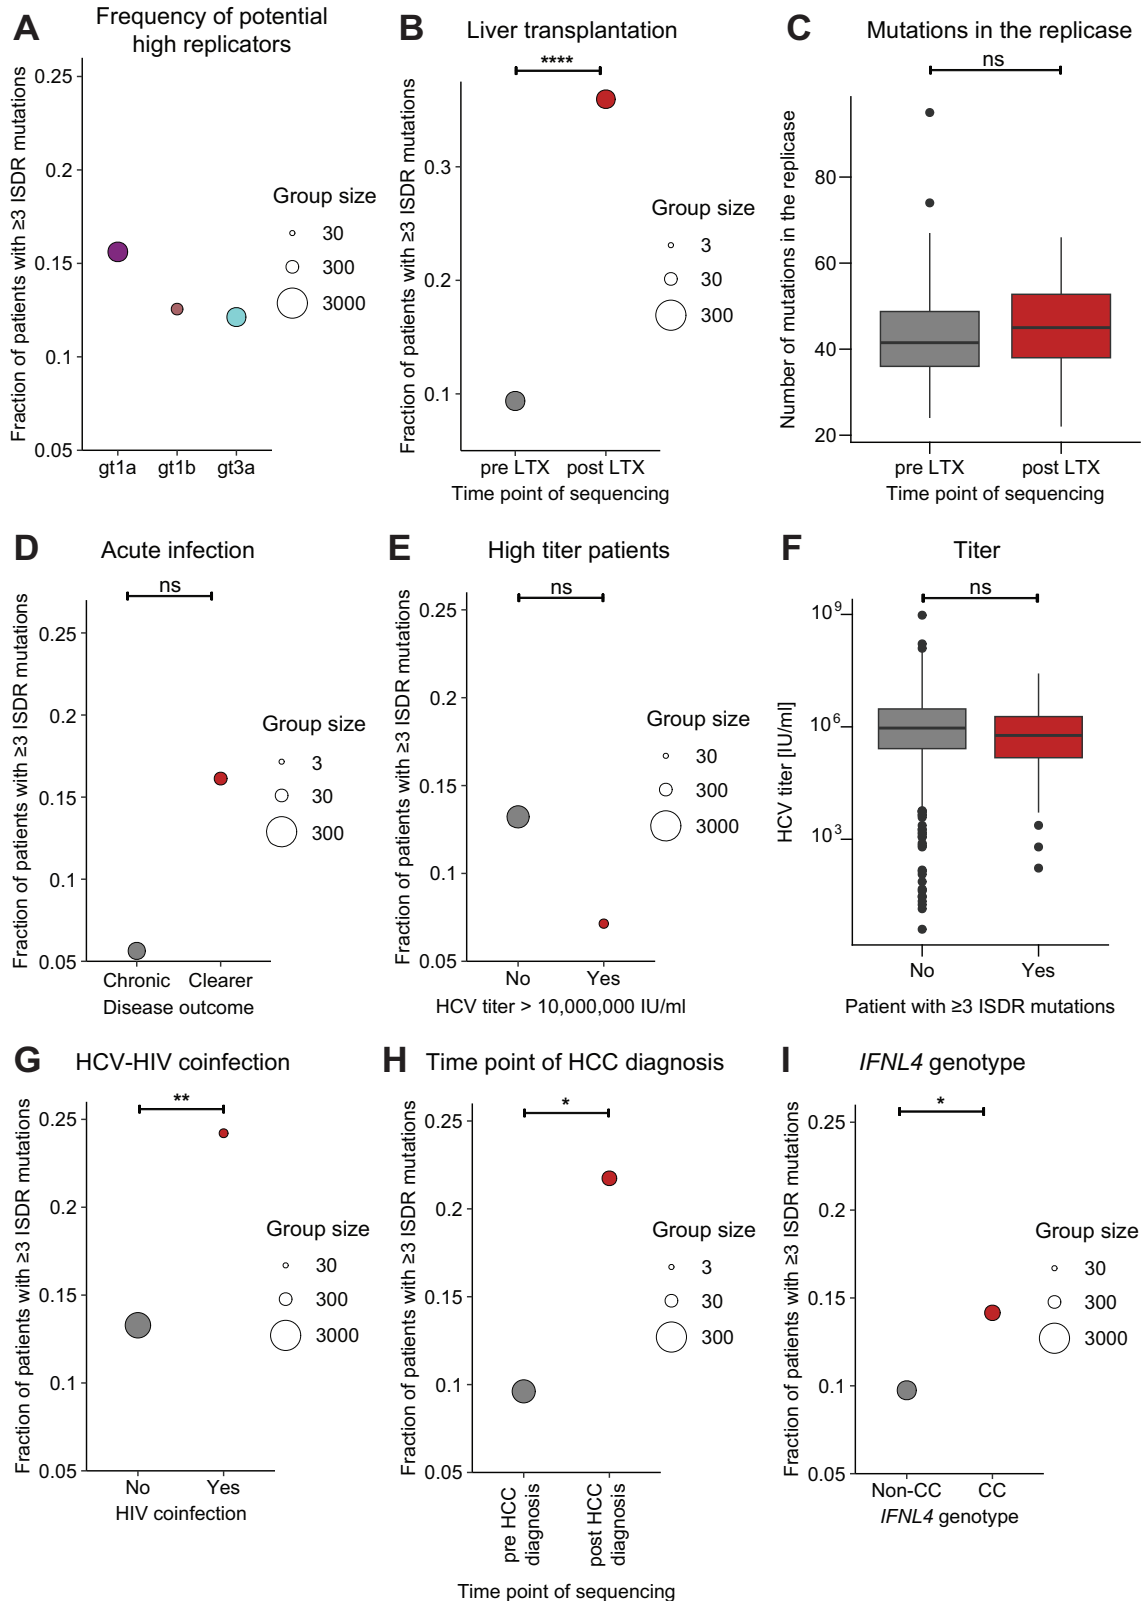 A
Frequency of potential
high replicators
Fraction of patients with ≥3 ISDR mutations
0.25
0.2
0.15
0.1
0.05
gt1a gt1b gt3a
Group size
30
300
3000
B
Liver transplantation
****
Fraction of patients with ≥3 ISDR mutations
0.3
0.2
0.1
pre LTX post LTX
Time point of sequencing
Group size
3
30
300
C
Mutations in the replicase
ns
Number of mutations in the replicase
80
60
40
20
pre LTX post LTX
Time point of sequencing
D
Acute infection
ns
Fraction of patients with ≥3 ISDR mutations
0.25
0.2
0.15
0.1
0.05
Chronic Clearer
Disease outcome
Group size
3
30
300
E
High titer patients
ns
Fraction of patients with ≥3 ISDR mutations
0.25
0.2
0.15
0.1
0.05
No Yes
HCV titer > 10,000,000 IU/ml
Group size
30
300
3000
F
Titer
ns
HCV titer [IU/ml]
10⁹
10⁶
10³
No Yes
Patient with ≥3 ISDR mutations
G
HCV-HIV coinfection
**
Fraction of patients with ≥3 ISDR mutations
0.25
0.2
0.15
0.1
0.05
No Yes
HIV coinfection
Group size
30
300
3000
H
Time point of HCC diagnosis
*
Fraction of patients with ≥3 ISDR mutations
0.25
0.2
0.15
0.1
0.05
pre HCC
diagnosis
post HCC
diagnosis
Time point of sequencing
Group size
3
30
300
I
IFNL4 genotype
*
Fraction of patients with ≥3 ISDR mutations
0.25
0.2
0.15
0.1
0.05
Non-CC CC
IFNL4 genotype
Group size
30
300
3000